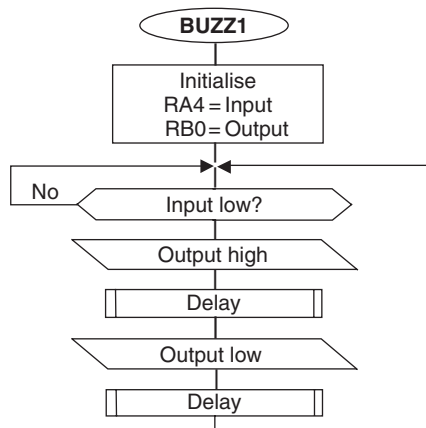 BUZZ1
Initialise
RA4 = Input
RB0 = Output
No
Input low?
Output high
Delay
Output low
Delay